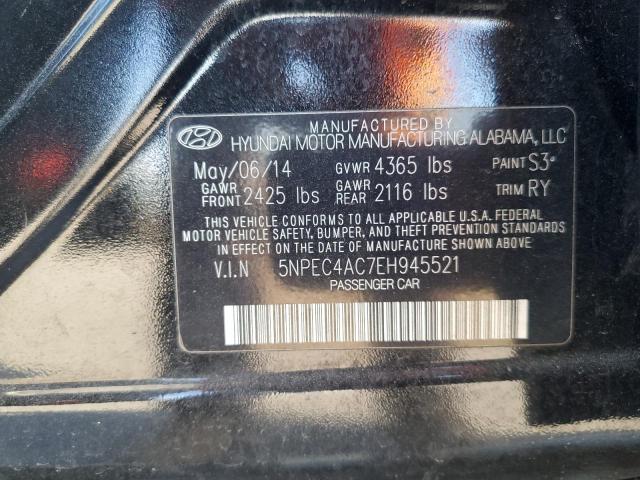 MANUFACTURED BY
HYUNDAI MOTOR MANUFACTURING ALABAMA, LLC
May/06/14 GVWR 4365 lbs PAINT S3*
GAWR FRONT 2425 lbs GAWR REAR 2116 lbs TRIM RY
THIS VEHICLE CONFORMS TO ALL APPLICABLE U.S.A. FEDERAL
MOTOR VEHICLE SAFETY, BUMPER, AND THEFT PREVENTION
STANDARDS IN EFFECT ON THE DATE OF MANUFACTURE SHOWN ABOVE
V.I.N 5NPEC4AC7EH945521
PASSENGER CAR